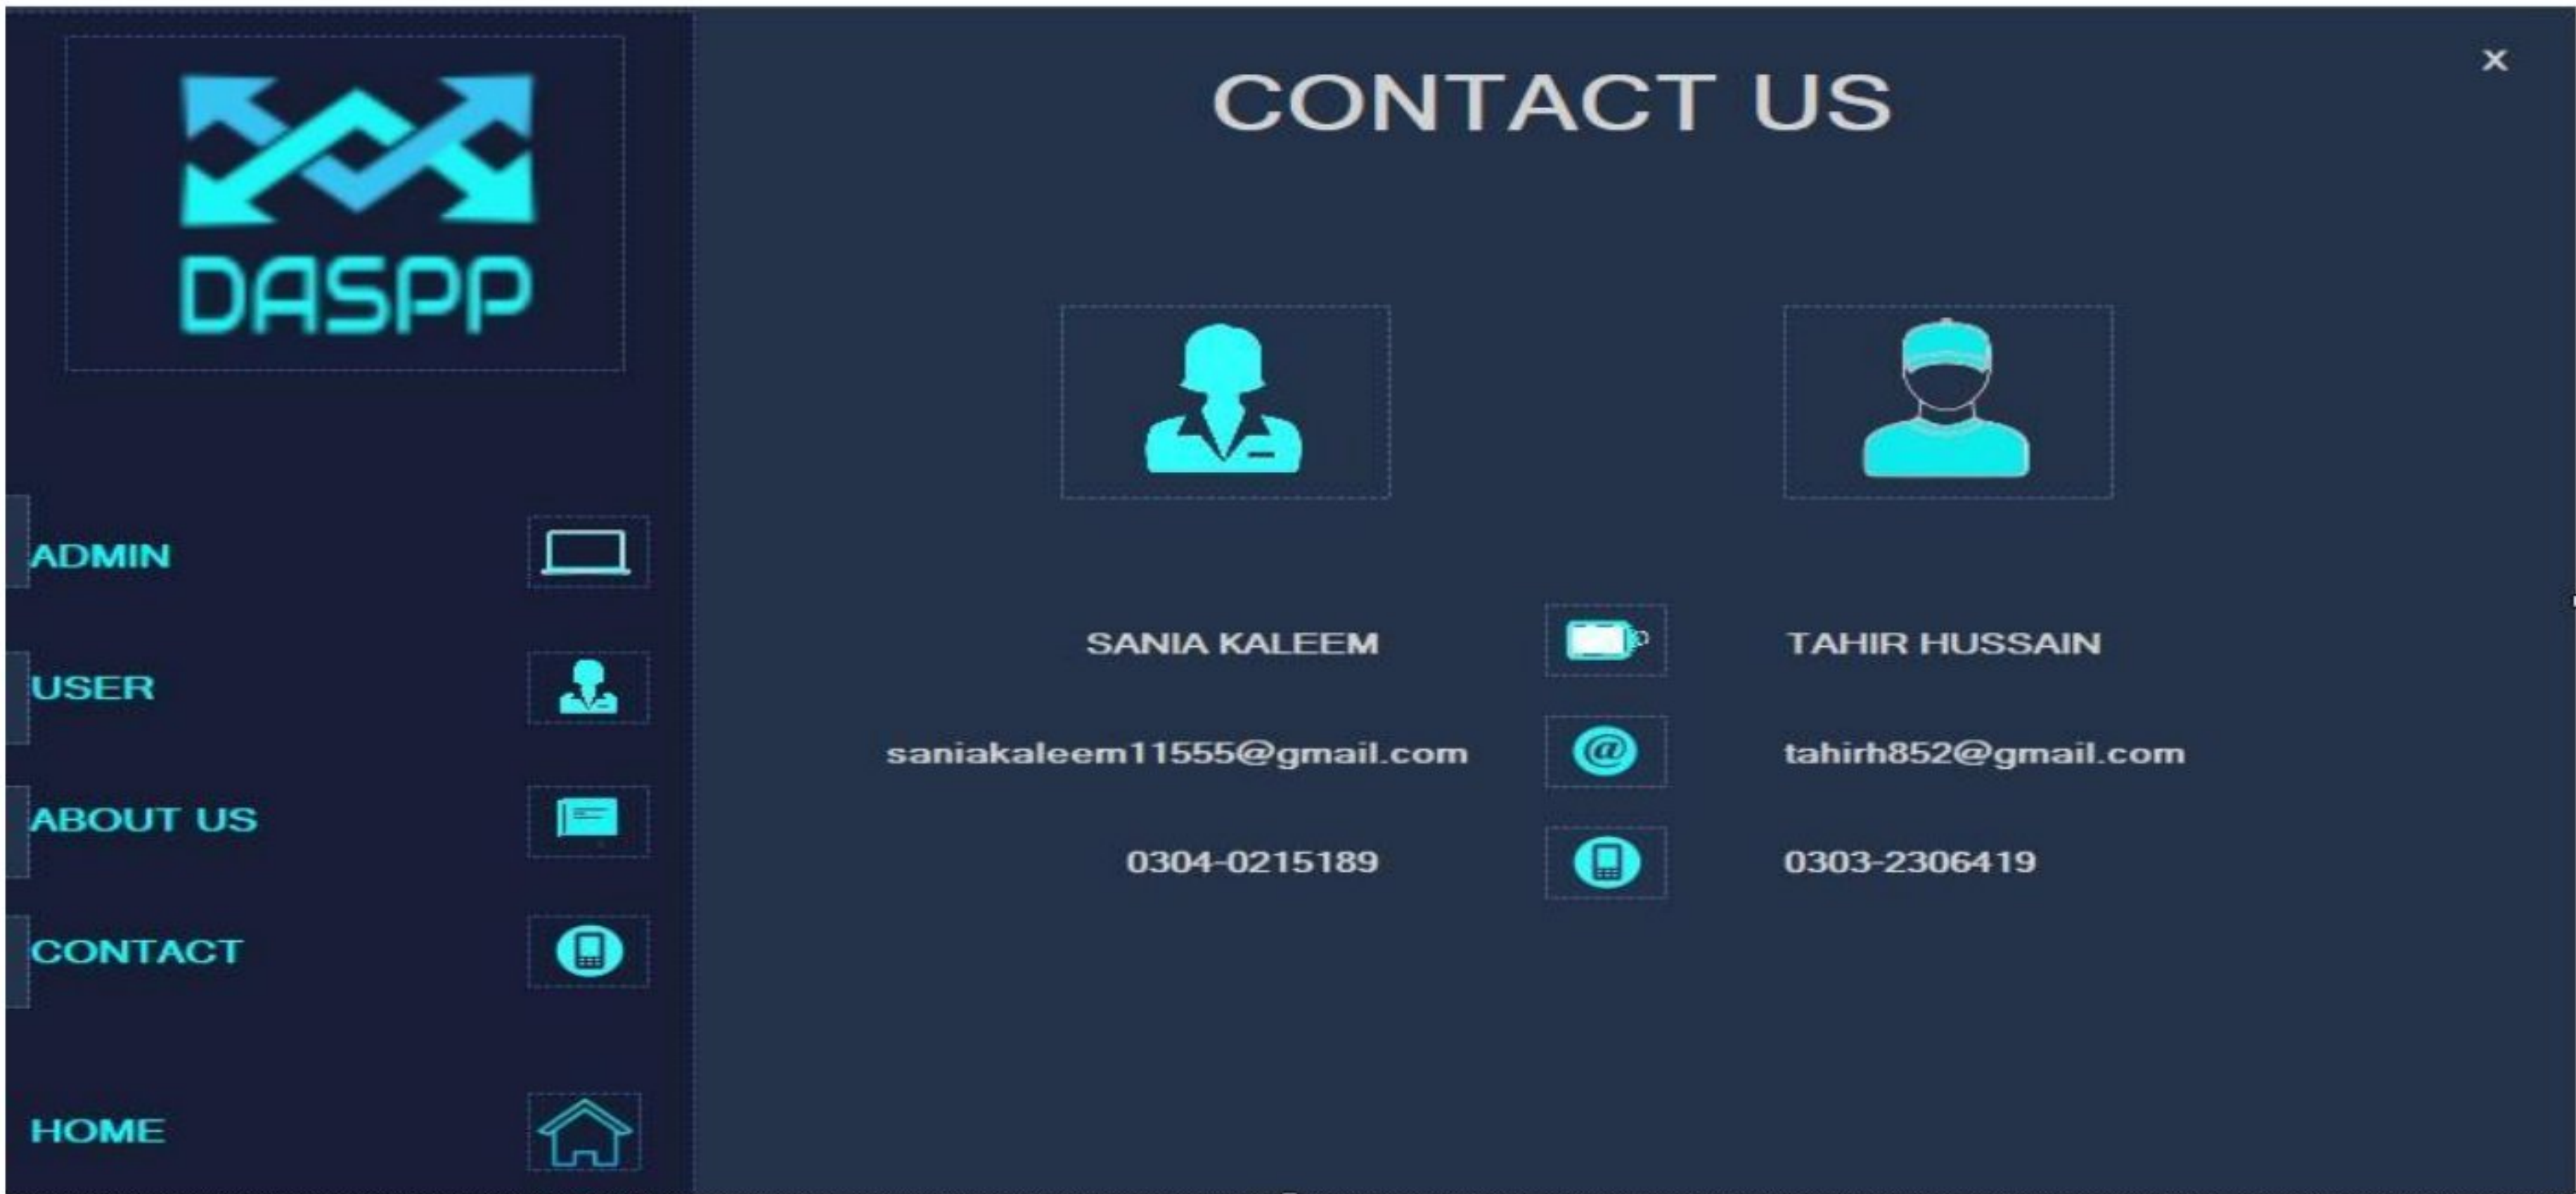 DASPP
ADMIN
USER
ABOUT US
CONTACT
HOME
x
CONTACT US
SANIA KALEEM
TAHIR HUSSAIN
saniakaleem11555@gmail.com
@
tahirh852@gmail.com
0304-0215189
0303-2306419